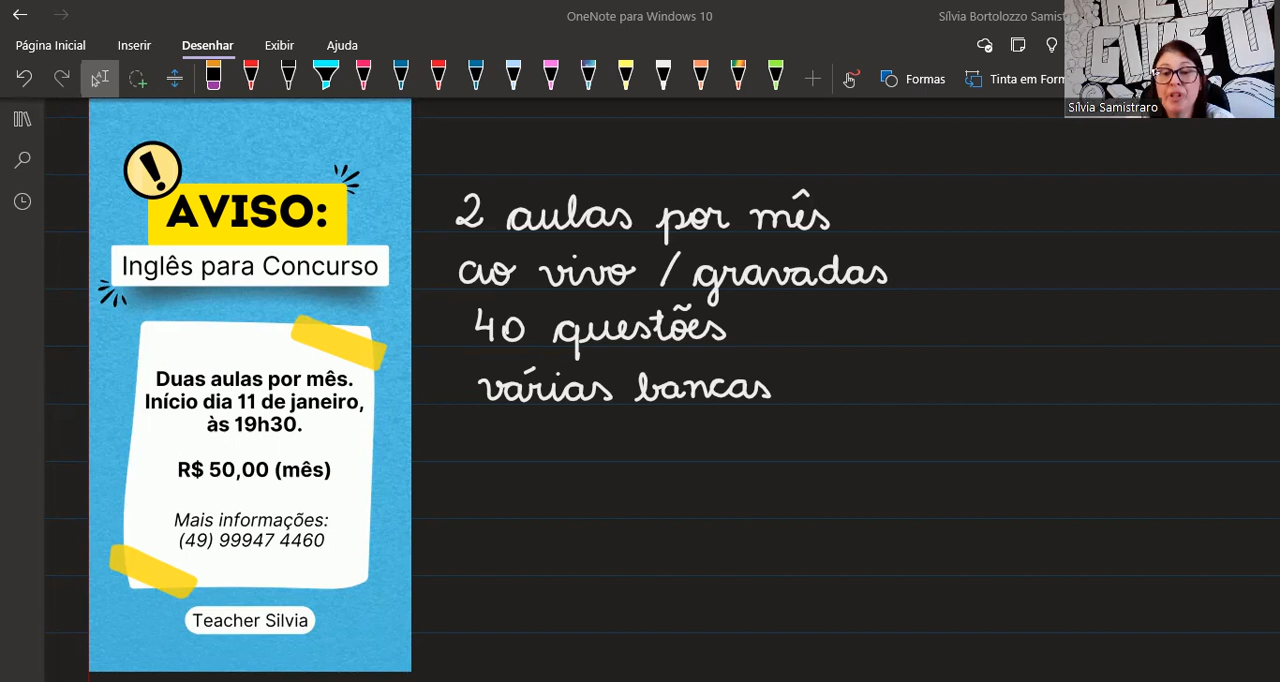 OneNote para Windows 10
Sílvia Bortolozzo Samist
Página Inicial
Inserir
Desenhar
Exibir
Ajuda
Formas
Tinta em Form
Sílvia Samistraro
AVISO:
Inglês para Concurso
Duas aulas por mês.
Início dia 11 de janeiro,
às 19h30.
R$ 50,00 (mês)
Mais informações:
(49) 99947 4460
Teacher Silvia
2 aulas por mês
ao vivo / gravadas
40 questões
várias bancas